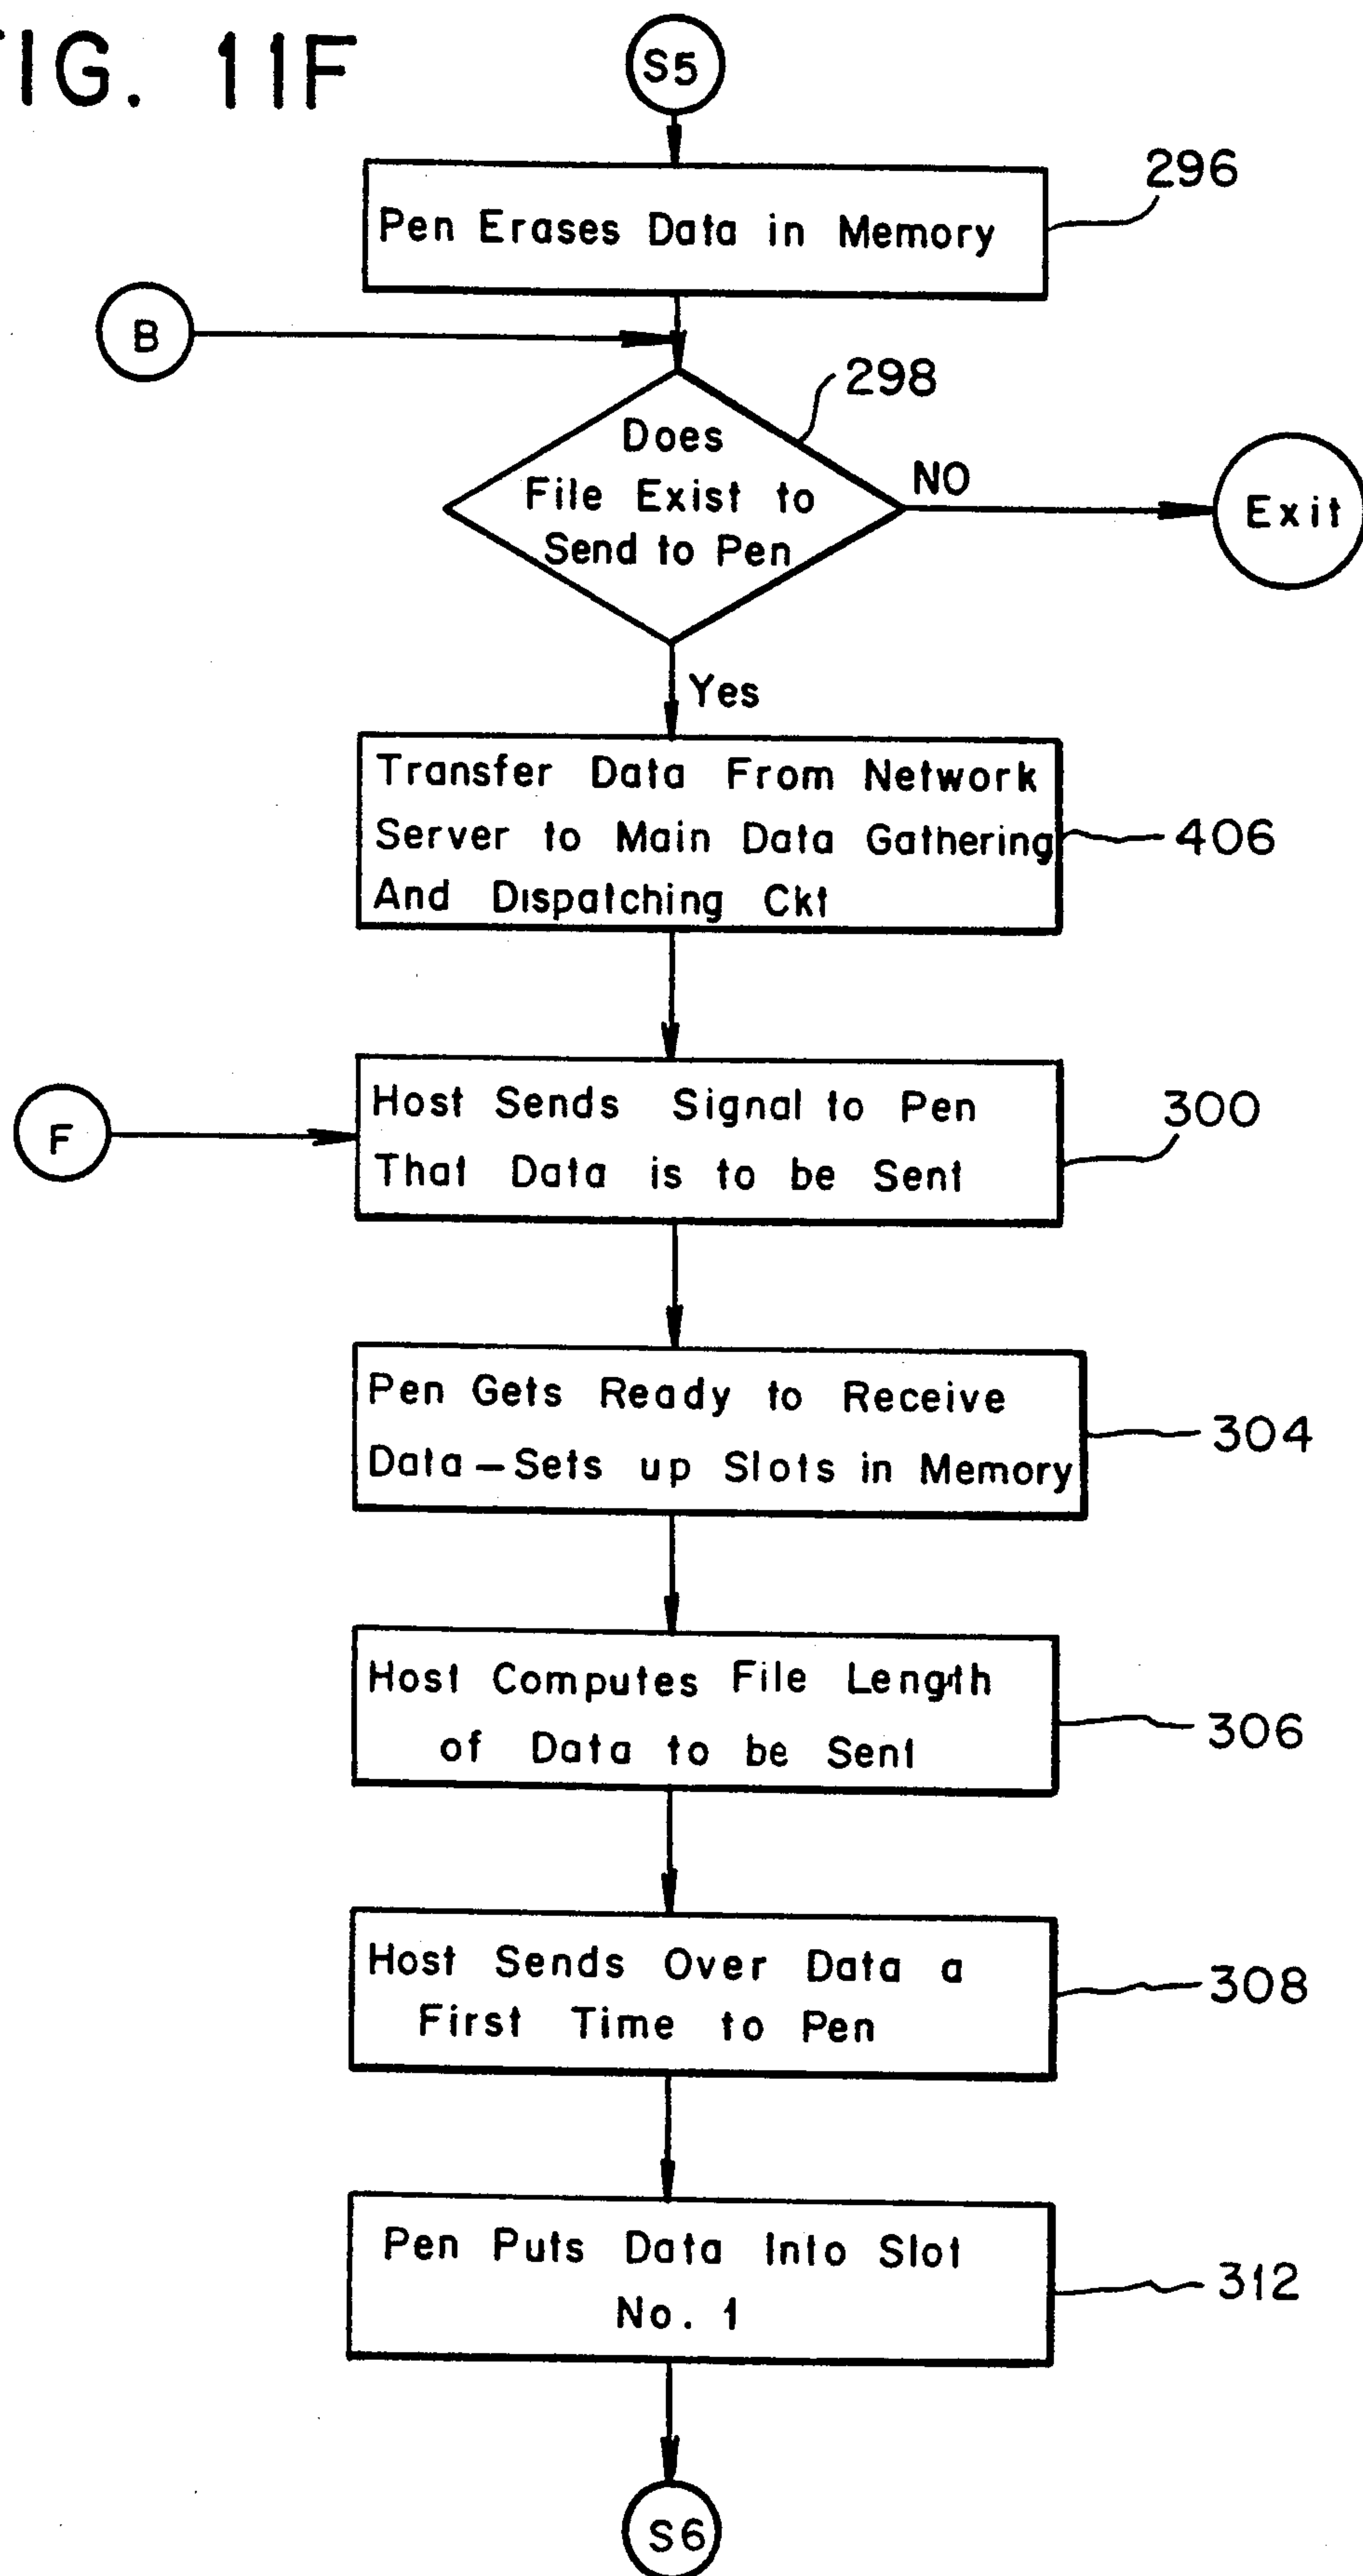 FIG. 11F
S5
Pen Erases Data in Memory
296
B
298
Does
File Exist to
Send to Pen
NO
Exit
Yes
Transfer Data From Network
Server to Main Data Gathering
And Dispatching Ckt
406
F
Host Sends Signal to Pen
That Data is to be Sent
300
Pen Gets Ready to Receive
Data-Sets up Slots in Memory
304
Host Computes File Length
of Data to be Sent
306
Host Sends Over Data a
First Time to Pen
308
Pen Puts Data Into Slot
No. 1
312
S6